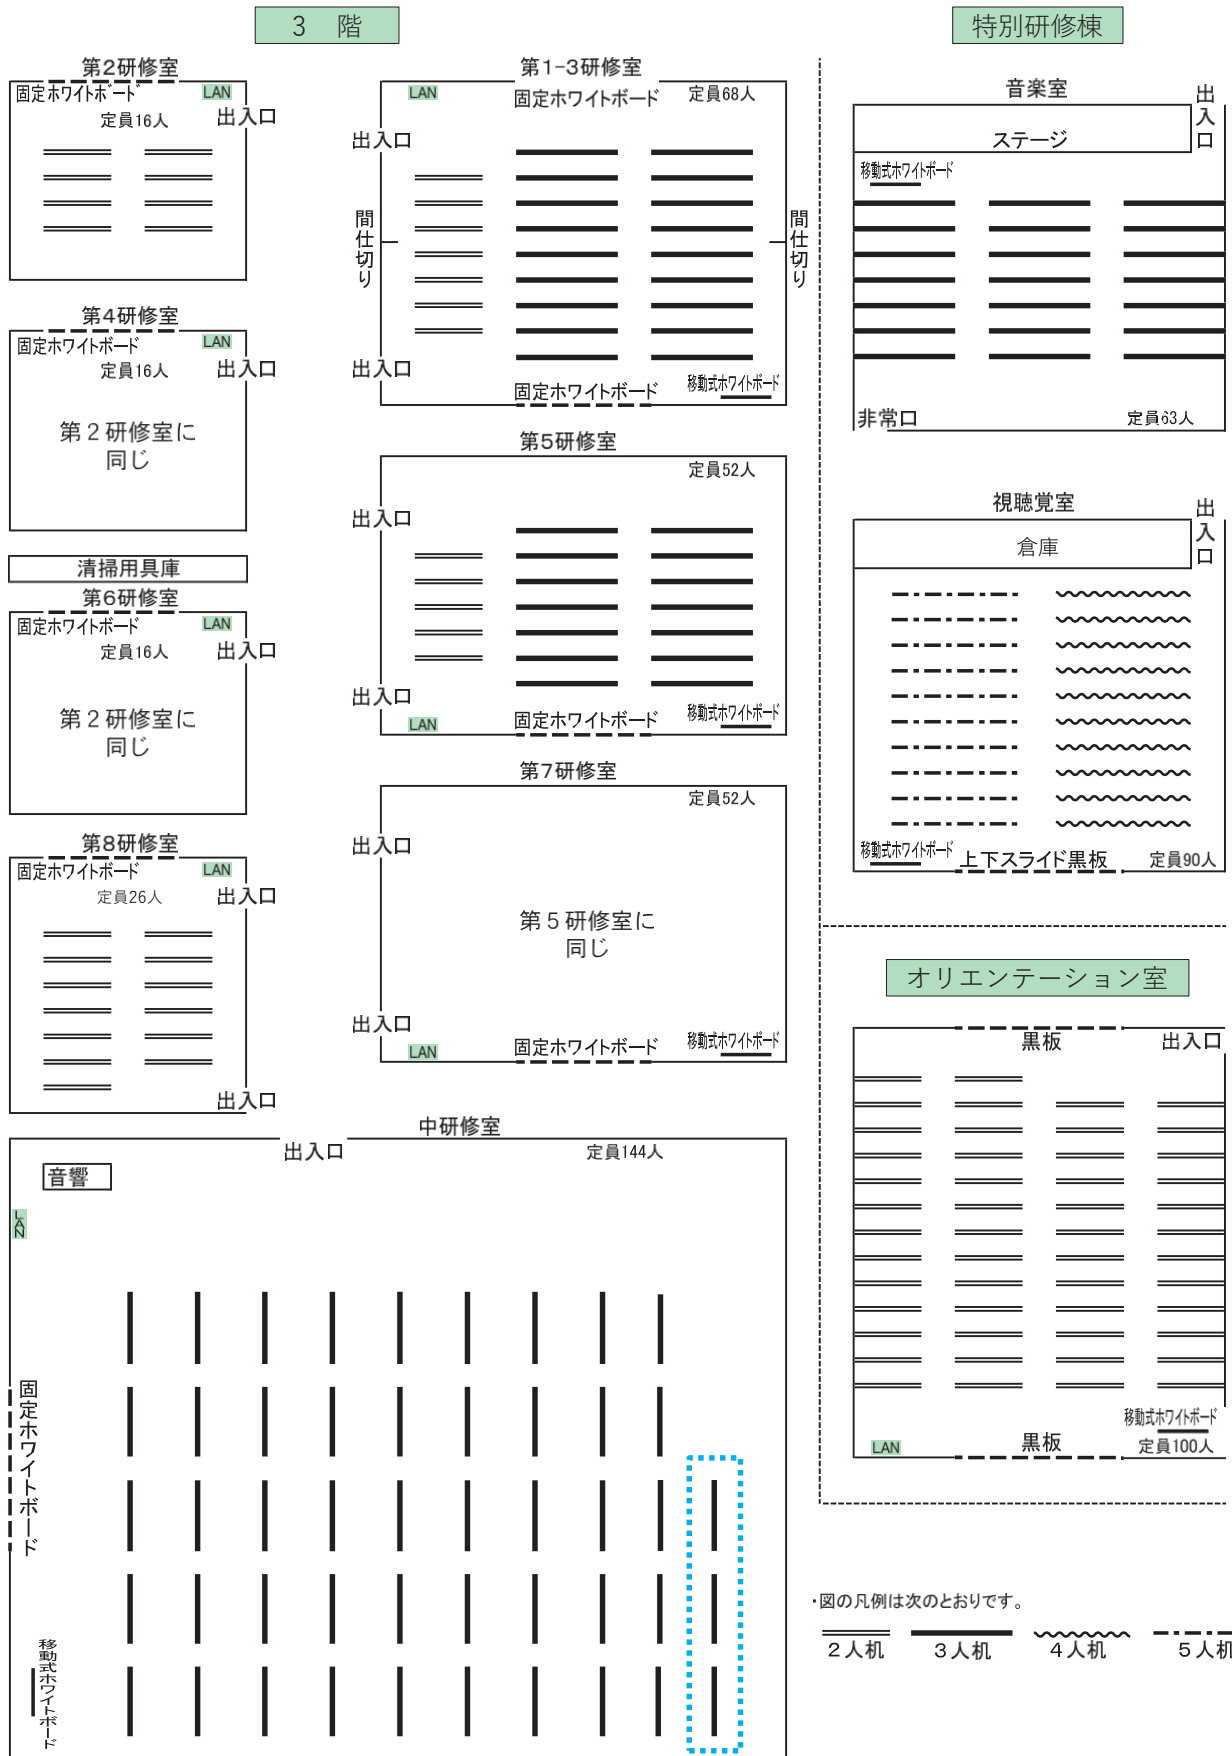 3 階
第2研修室
固定ホワイトボード
LAN
定員16人
出入口
第4研修室
固定ホワイトボード
LAN
定員16人
出入口
第2研修室に
同じ
清掃用具庫
第6研修室
固定ホワイトボード
LAN
定員16人
出入口
第2研修室に
同じ
第8研修室
固定ホワイトボード
LAN
定員26人
出入口
出入口
第1-3研修室
LAN
固定ホワイトボード
定員68人
出入口
間仕切り
間仕切り
出入口
固定ホワイトボード
移動式ホワイトボード
第5研修室
定員52人
出入口
出入口
LAN
固定ホワイトボード
移動式ホワイトボード
第7研修室
定員52人
出入口
第5研修室に
同じ
出入口
LAN
固定ホワイトボード
移動式ホワイトボード
中研修室
出入口
定員144人
音響
LAN
固定ホワイトボード
移動式ホワイトボード
特別研修棟
音楽室
出入口
ステージ
移動式ホワイトボード
非常口
定員63人
視聴覚室
出入口
倉庫
移動式ホワイトボード
上下スライド黒板
定員90人
オリエンテーション室
黒板
出入口
移動式ホワイトボード
LAN
黒板
定員100人
・図の凡例は次のとおりです。
2人机
3人机
4人机
5人机